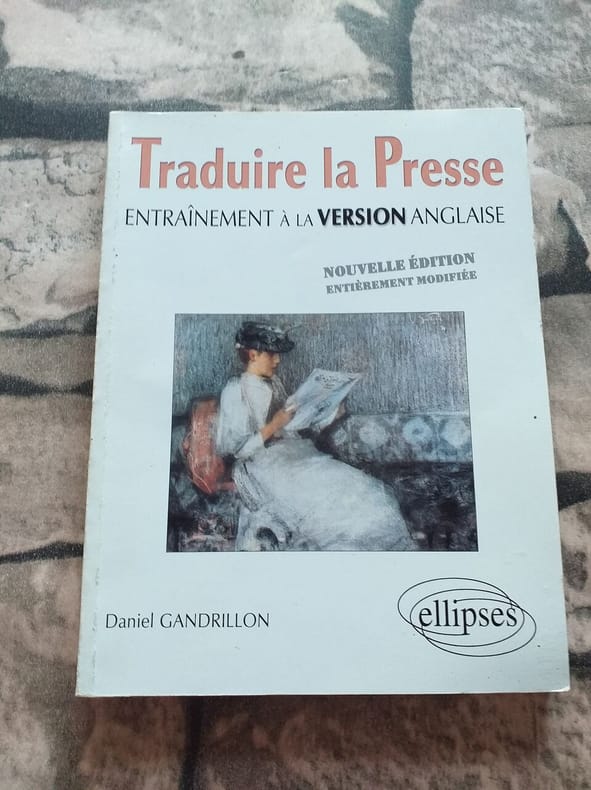 Traduire la Presse
ENTRAÎNEMENT À LA VERSION ANGLAISE
NOUVELLE ÉDITION
ENTIÈREMENT MODIFIÉE
Daniel GANDRILLON
ellipses